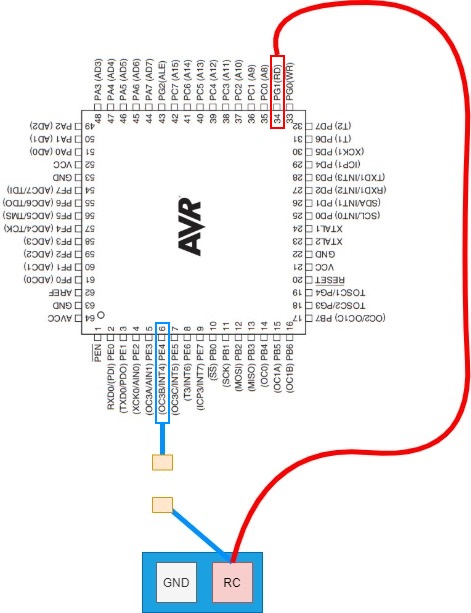 48 PA3 (AD3)
47 PA4 (AD4)
46 PA5 (AD5)
45 PA6 (AD6)
44 PA7 (AD7)
43 PG2(ALE)
42 PC7 (A15)
41 PC6 (A14)
40 PC5 (A13)
39 PC4 (A12)
38 PC3 (A11)
37 PC2 (A10)
36 PC1 (A9)
35 PC0 (A8)
34 PG1(RD)
33 PG0(WR)
49 PA2 (AD2)
50 PA1 (AD1)
51 PA0 (AD0)
52 VCC
53 GND
54 PF7 (ADC7/TDI)
55 PF6 (ADC6/TDO)
56 PF5 (ADC5/TMS)
57 PF4 (ADC4/TCK)
58 PF3 (ADC3)
59 PF2 (ADC2)
60 PF1 (ADC1)
61 PF0 (ADC0)
62 AREF
63 GND
64 AVCC
AVR
32 PD7 (T2)
31 PD6 (T1)
30 PD5 (XCK1)
29 PD4 (ICP1)
28 PD3 (TXD1/INT3)
27 PD2 (RXD1/INT2)
26 PD1 (SDA/INT1)
25 PD0 (SCL/INT0)
24 XTAL1
23 XTAL2
22 GND
21 VCC
20 RESET
19 TOSC1/PG4
18 TOSC2/PG3
17 PB7 (OC2/OC1C)
PEN 1
RXD0/(PDI) PE0 2
(TXD0/PDO) PE1 3
(XCK0/AIN0) PE2 4
(OC3A/AIN1) PE3 5
(OC3B/INT4) PE4 6
(OC3C/INT5) PE5 7
(T3/INT6) PE6 8
(ICP3/INT7) PE7 9
(SS) PB0 10
(SCK) PB1 11
(MOSI) PB2 12
(MISO) PB3 13
(OC0) PB4 14
(OC1A) PB5 15
(OC1B) PB6 16
GND
RC